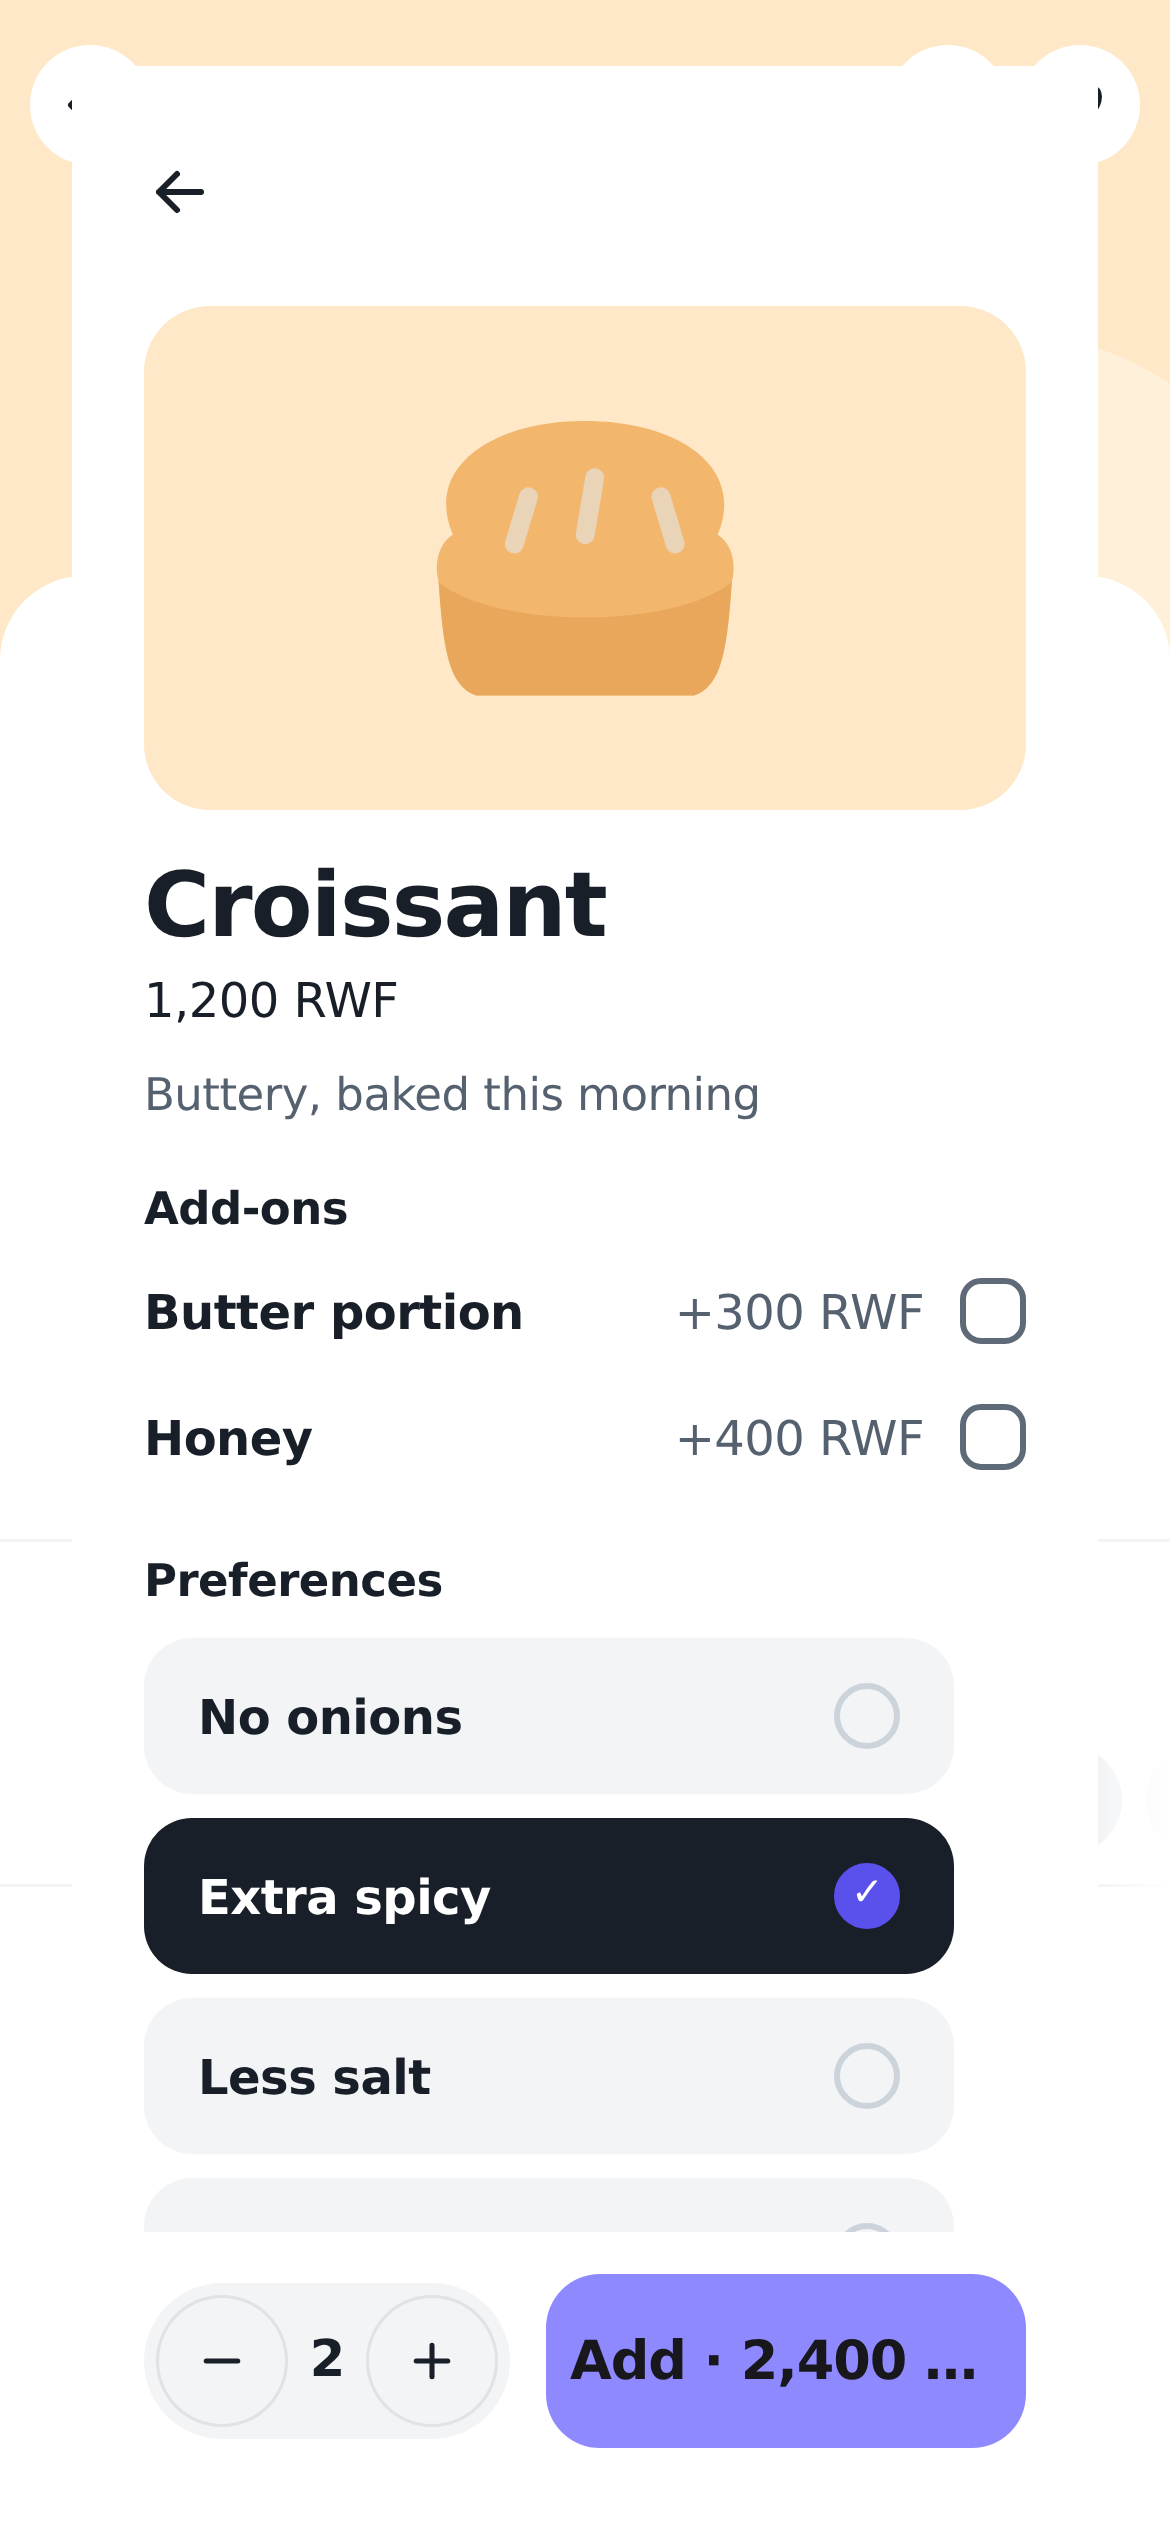 Croissant
1,200 RWF
Buttery, baked this morning
Add-ons
Butter portion +300 RWF
Honey +400 RWF
Preferences
No onions
Extra spicy ✓
Less salt
− 2 + Add · 2,400 ...